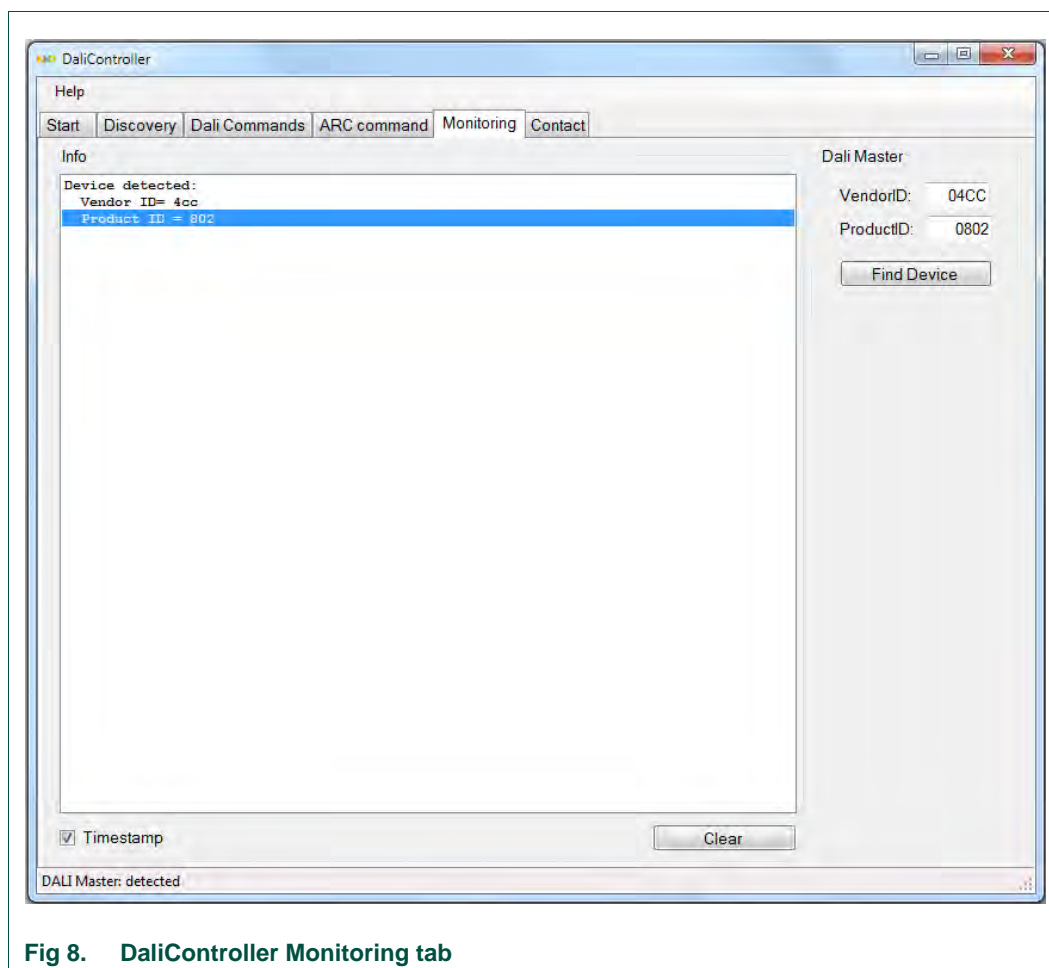 DaliController
Help
Start Discovery Dali Commands ARC command Monitoring Contact
Info
Device detected:
Vendor ID= 4cc
Product ID = 802
Dali Master
VendorID: 04CC
ProductID: 0802
Find Device
Timestamp
Clear
DALI Master: detected
Fig 8. DaliController Monitoring tab